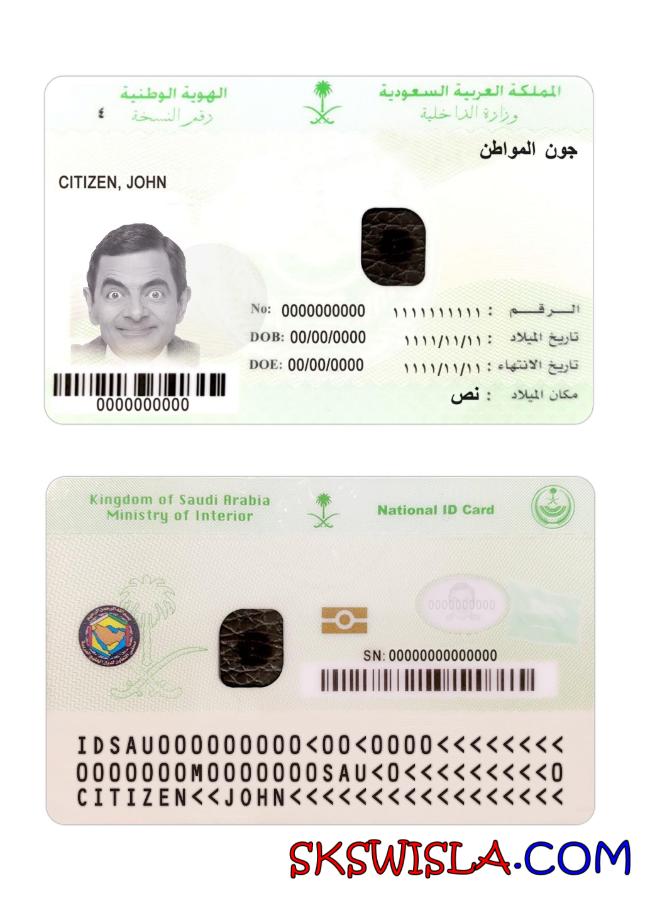 المملكة العربية السعودية
وزارة الداخلية
الهوية الوطنية
رقم النسخة ٤
جون المواطن
CITIZEN, JOHN
No: 0000000000
الـرقـم : ١١١١١١١١١١
DOB: 00/00/0000
تاريخ الميلاد : ١١١١/١١/١١
DOE: 00/00/0000
تاريخ الانتهاء : ١١١١/١١/١١
مكان الميلاد : نص
0000000000
Kingdom of Saudi Arabia
Ministry of Interior
National ID Card
0000000000
SN: 00000000000000
IDSAU0000000000<00<0000<<<<<<<<
0000000M0000000SAU<0<<<<<<<<<<0
CITIZEN<<JOHN<<<<<<<<<<<<<<<<<<
SKSWISLA.COM